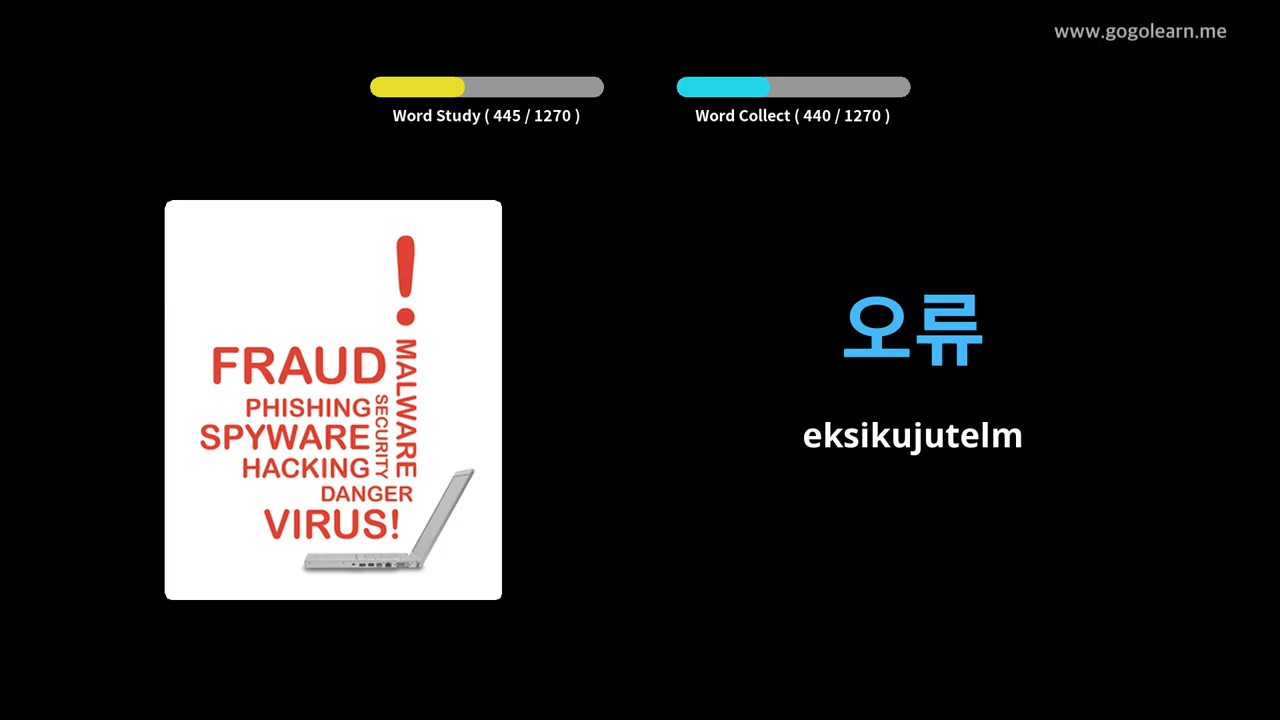 www.gogolearn.me
Word Study ( 445 / 1270 )
Word Collect ( 440 / 1270 )
!
FRAUD
MALWARE
PHISHING
SECURITY
SPYWARE
HACKING
DANGER
VIRUS!
오류
eksikujutelm